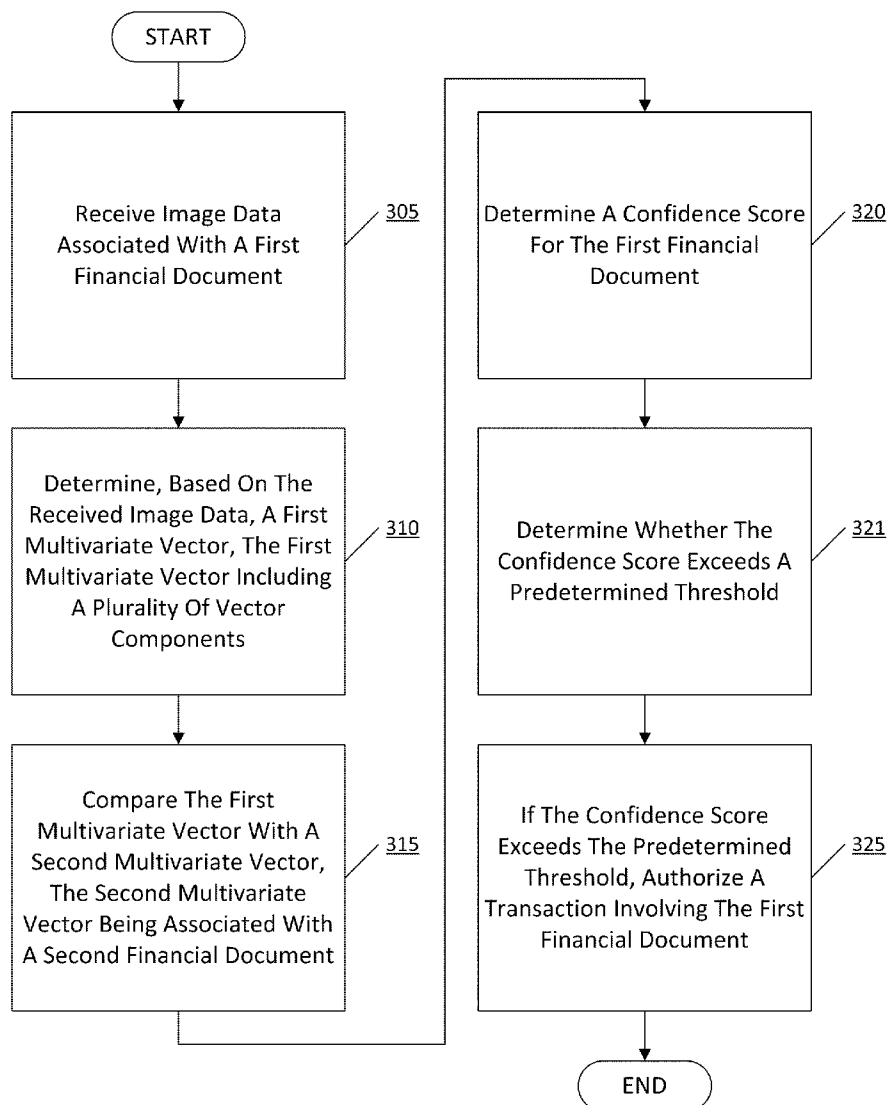 START
Receive Image Data
Associated With A First
Financial Document
305
Determine, Based On The
Received Image Data, A First
Multivariate Vector, The First
Multivariate Vector Including
A Plurality Of Vector
Components
310
Compare The First
Multivariate Vector With A
Second Multivariate Vector,
The Second Multivariate
Vector Being Associated With
A Second Financial Document
315
Determine A Confidence Score
For The First Financial
Document
320
Determine Whether The
Confidence Score Exceeds A
Predetermined Threshold
321
If The Confidence Score
Exceeds The Predetermined
Threshold, Authorize A
Transaction Involving The First
Financial Document
325
END